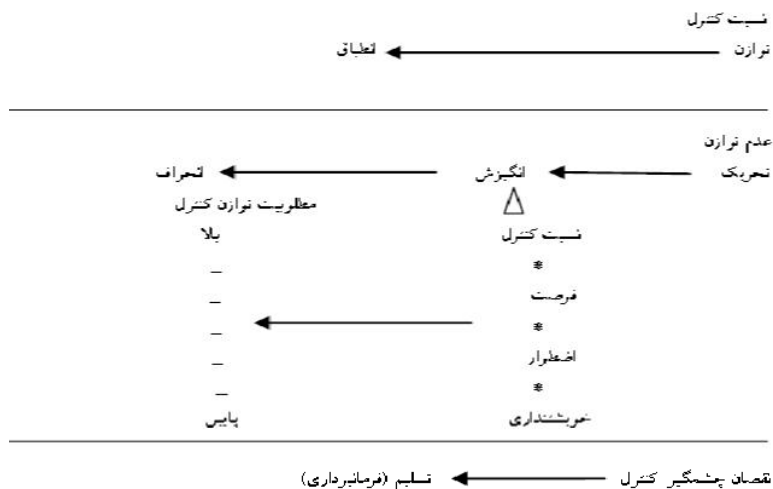 نسبت کنترل
توازن انطباق
عدم توازن
تحریک انگیزش انحراف
مطلوبیت توازن کنترل
نسبت کنترل بالا
* _
فرصت _
* _
اضطرار _
* _
خویشتنداری پایین
نقصان چشمگیر کنترل تسلیم (فرمانبرداری)